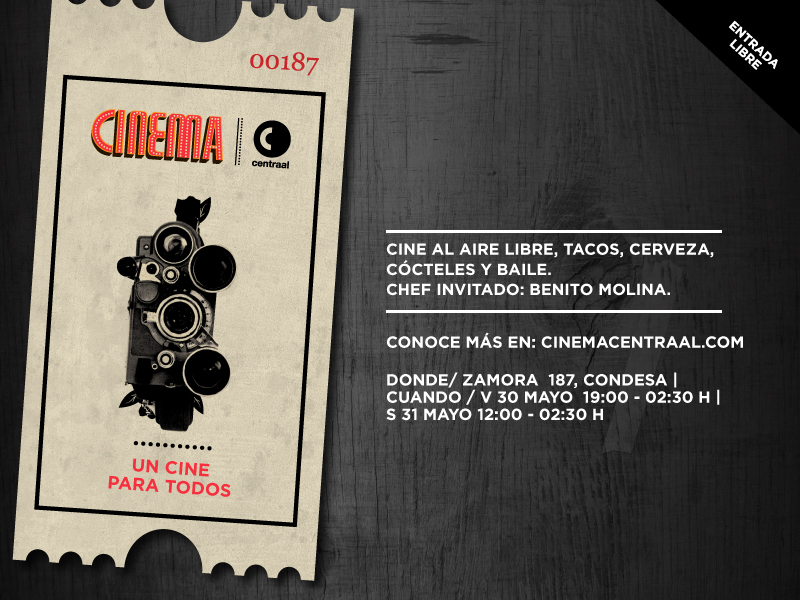 00187
CINEMA
centraal
UN CINE
PARA TODOS
ENTRADA
LIBRE
CINE AL AIRE LIBRE, TACOS, CERVEZA,
CÓCTELES Y BAILE.
CHEF INVITADO: BENITO MOLINA.
CONOCE MÁS EN: CINEMACENTRAAL.COM
DONDE/ ZAMORA 187, CONDESA |
CUANDO / V 30 MAYO 19:00 - 02:30 H |
S 31 MAYO 12:00 - 02:30 H